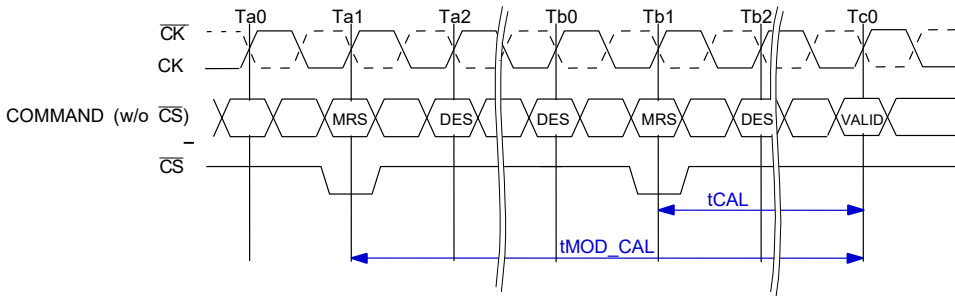 Ta0 Ta1 Ta2 Tb0 Tb1 Tb2 Tc0
CK
CK
COMMAND (w/o CS)
MRS DES DES MRS DES VALID
CS
tCAL
tMOD_CAL